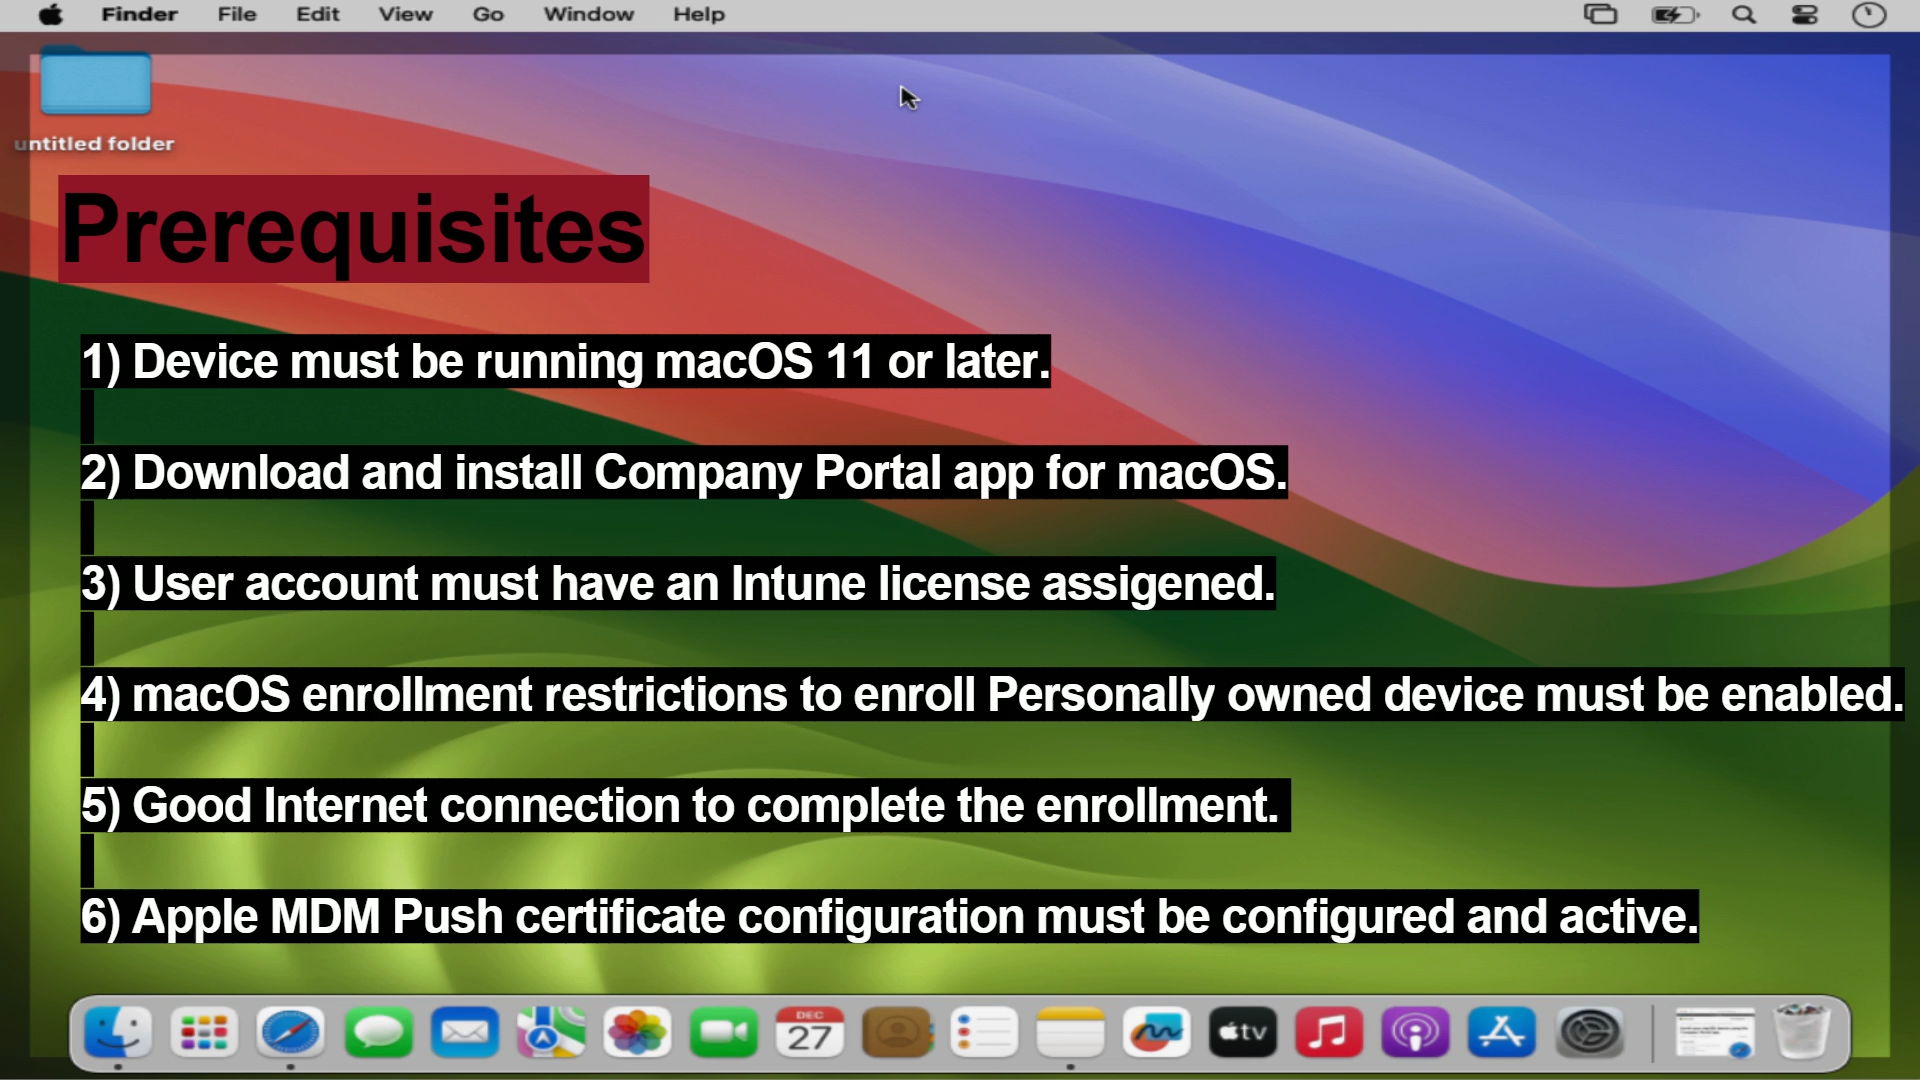 Finder File Edit View Go Window Help
untitled folder
Prerequisites
1) Device must be running macOS 11 or later.
2) Download and install Company Portal app for macOS.
3) User account must have an Intune license assigened.
4) macOS enrollment restrictions to enroll Personally owned device must be enabled.
5) Good Internet connection to complete the enrollment.
6) Apple MDM Push certificate configuration must be configured and active.
DEC
27
tv